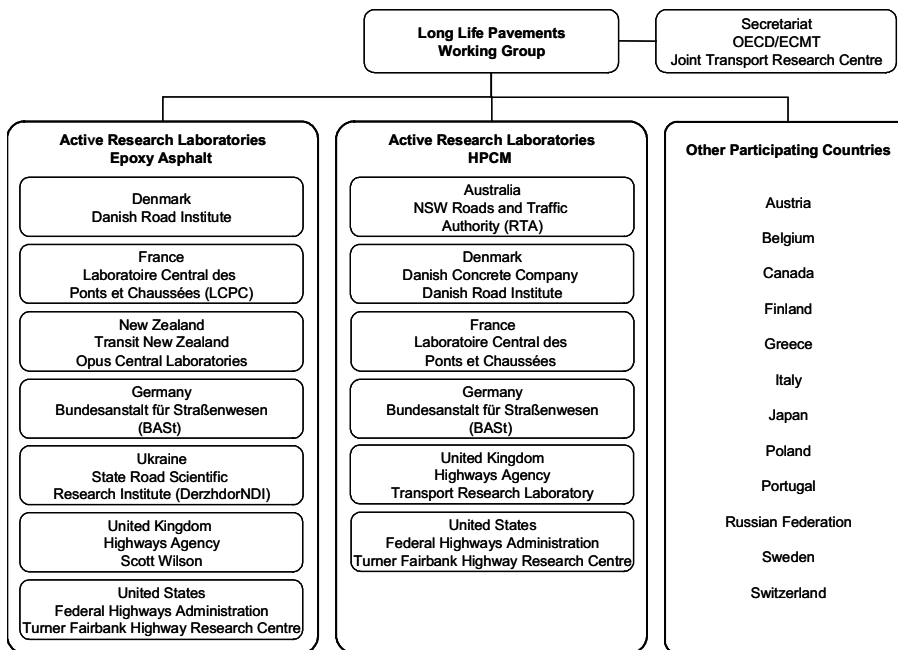 Long Life Pavements
Working Group
Secretariat
OECD/ECMT
Joint Transport Research Centre
Active Research Laboratories
Epoxy Asphalt
Denmark
Danish Road Institute
France
Laboratoire Central des
Ponts et Chaussées (LCPC)
New Zealand
Transit New Zealand
Opus Central Laboratories
Germany
Bundesanstalt für Straßenwesen
(BASt)
Ukraine
State Road Scientific
Research Institute (DerzhdorNDI)
United Kingdom
Highways Agency
Scott Wilson
United States
Federal Highways Administration
Turner Fairbank Highway Research Centre
Active Research Laboratories
HPCM
Australia
NSW Roads and Traffic
Authority (RTA)
Denmark
Danish Concrete Company
Danish Road Institute
France
Laboratoire Central des
Ponts et Chaussées
Germany
Bundesanstalt für Straßenwesen
(BASt)
United Kingdom
Highways Agency
Transport Research Laboratory
United States
Federal Highways Administration
Turner Fairbank Highway Research Centre
Other Participating Countries
Austria
Belgium
Canada
Finland
Greece
Italy
Japan
Poland
Portugal
Russian Federation
Sweden
Switzerland